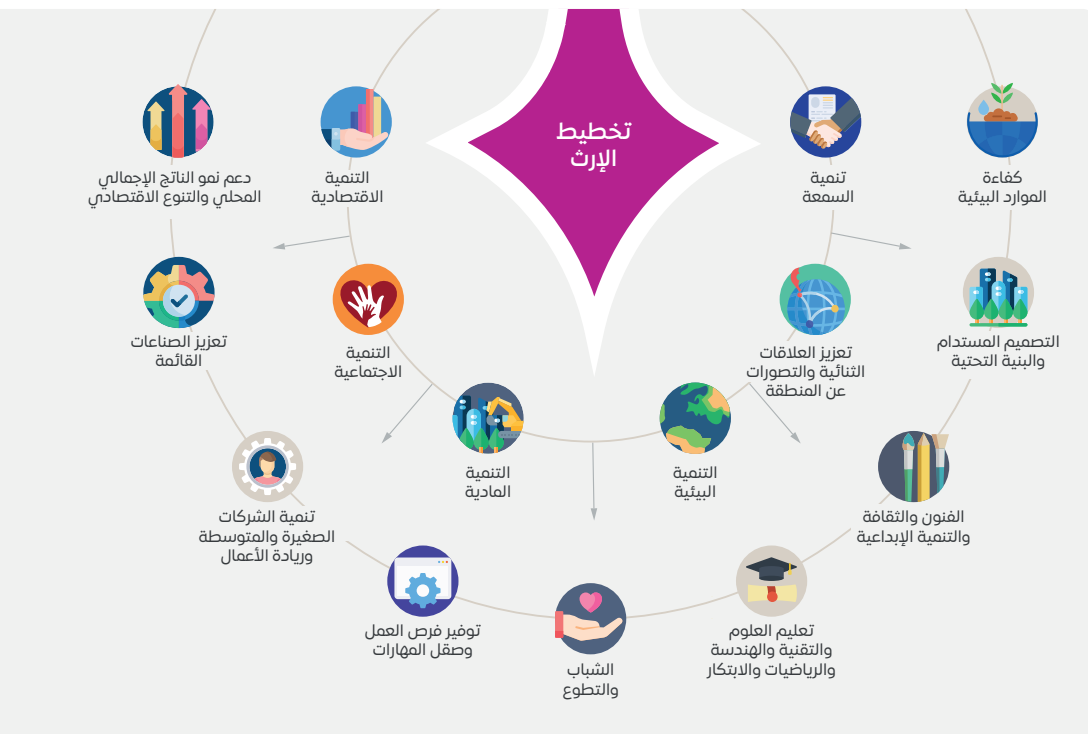 تخطيط
الإرث
كفاءة
الموارد البيئية
تنمية
السمعة
التنمية
الاقتصادية
دعم نمو الناتج الإجمالي
المحلي والتنوع الاقتصادي
التصميم المستدام
والبنية التحتية
تعزيز العلاقات
الثنائية والتصورات
عن المنطقة
التنمية
الاجتماعية
تعزيز الصناعات
القائمة
التنمية
البيئية
التنمية
المادية
الفنون والثقافة
والتنمية الإبداعية
تنمية الشركات
الصغيرة والمتوسطة
وريادة الأعمال
تعليم العلوم
والتقنية والهندسة
والرياضيات والابتكار
الشباب
والتطوع
توفير فرص العمل
وصقل المهارات